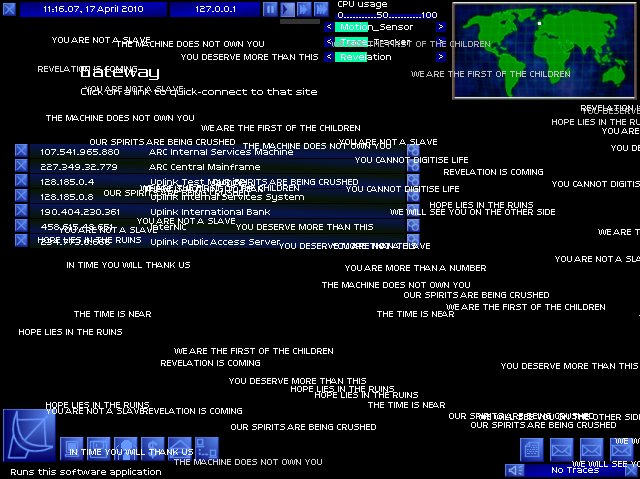 11:16.07, 17 April 2010
127.0.0.1
CPU usage
0..........50........100
YOU ARE NOT A SLAVE
THE MACHINE DOES NOT OWN YOU
Motion_Sensor
Trace_Tracker
WE ARE THE FIRST OF THE CHILDREN
YOU DESERVE MORE THAN THIS
Revelation
REVELATION IS COMING
Gateway
WE ARE THE FIRST OF THE CHILDREN
YOU ARE NOT A SLAVE
Click on a link to quick-connect to that site
REVELATION
YOU DESERVE
THE MACHINE DOES NOT OWN YOU
HOPE LIES IN THE RUINS
WE ARE THE FIRST OF THE CHILDREN
YOU ARE
OUR SPIRITS ARE BEING CRUSHED
YOU ARE NOT A SLAVE
THE MACHINE DOES NOT OWN YOU
HOPE LIES IN
107.541.965.880 ARC Internal Services Machine
YOU CANNOT DIGITISE LIFE
227.349.32.779 ARC Central Mainframe
REVELATION IS COMING
128.185.0.4 Uplink Test Machine
OUR SPIRITS ARE BEING CRUSHED
YOU CANNOT DIGITISE LIFE
WE ARE THE FIRST OF THE CHILDREN
YOU CANNOT DIGITISE LIFE
OUR SPIRITS ARE BEING CRUSHED
128.185.0.8 Uplink Internal Services System
HOPE LIES IN THE RUINS
190.404.230.361 Uplink International Bank
WE WILL SEE YOU ON THE OTHER SIDE
YOU ARE NOT A SLAVE
458.615.48.651 InterNIC
YOU DESERVE MORE THAN THIS
YOU ARE NOT A SLAVE
HOPE LIES IN THE RUINS
Uplink Public Access Server
YOU DESERVE MORE THAN THIS
YOU ARE NOT A SLAVE
YOU ARE NOT A SLA
IN TIME YOU WILL THANK US
YOU ARE MORE THAN A NUMBER
THE MACHINE DOES NOT OWN YOU
OUR SPIRITS ARE BEING CRUSHED
WE ARE THE FIRST OF THE CHILDREN
THE TIME IS NEAR
THE TIME IS NEAR
HOPE LIES IN THE RUINS
HOPE LIES
WE ARE THE FIRST OF THE CHILDREN
REVELATION IS COMING
YOU DESERVE MORE THAN THIS
YOU DESERVE MORE THAN THIS
HOPE LIES IN THE RUINS
HOPE LIES IN THE RUINS
HOPE LIES IN THE RUINS
THE TIME IS NEAR
YOU ARE NOT A SLAVE
REVELATION IS COMING
OUR SPIRITS ARE BEING CRUSHED
WE WILL SEE YOU ON THE OTHER SIDE
OUR SPIRITS ARE BEING CRUSHED
OUR SPIRITS ARE BEING CRUSHED
IN TIME YOU WILL THANK US
THE MACHINE DOES NOT OWN YOU
WE WILL SEE YO
Runs this software application
No Traces